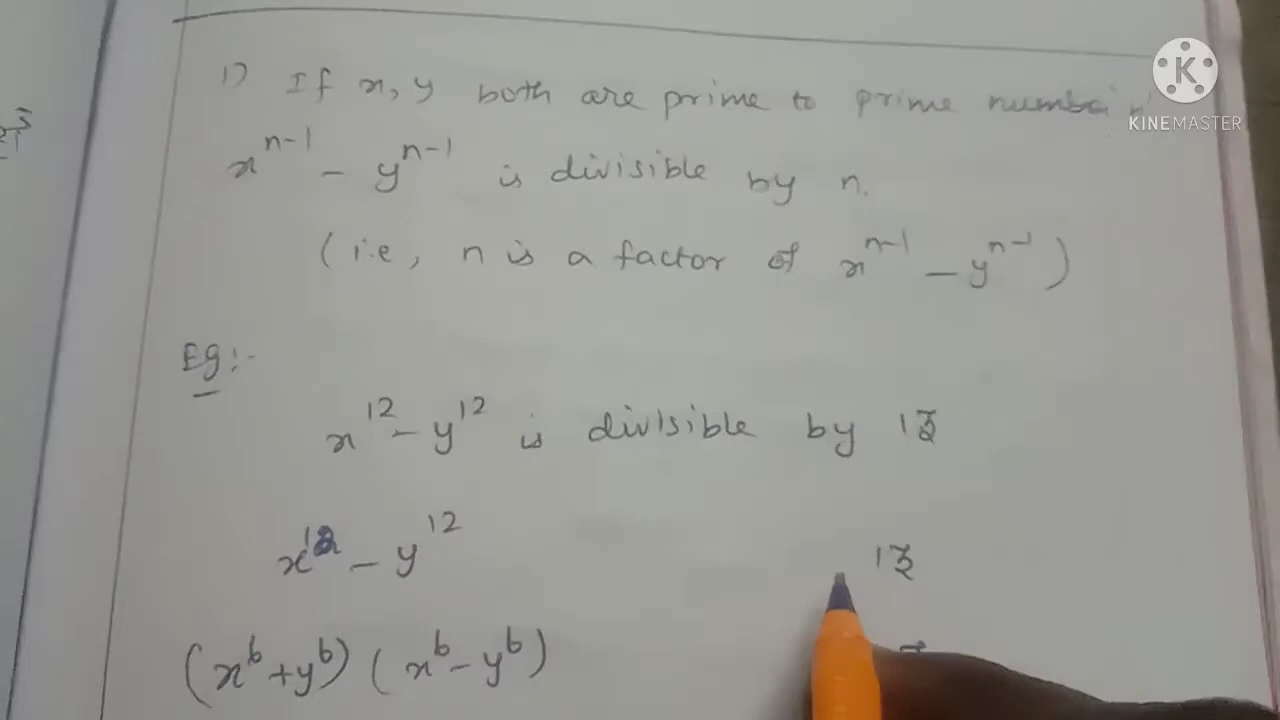 1) If x, y both are prime to prime number 'n'
KINEMASTER
x^{n-1} - y^{n-1} is divisible by n.
(i.e, n is a factor of x^{n-1} - y^{n-1})
Eg:-
x^{12} - y^{12} is divisible by 13
x^{12} - y^{12} 13
(x^6 + y^6) (x^6 - y^6)